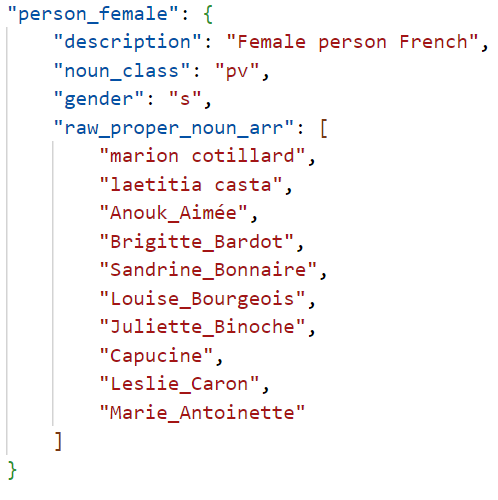 "person_female": {
"description": "Female person French",
"noun_class": "pv",
"gender": "s",
"raw_proper_noun_arr": [
"marion cotillard",
"laetitia casta",
"Anouk_Aimée",
"Brigitte_Bardot",
"Sandrine_Bonnaire",
"Louise_Bourgeois",
"Juliette_Binoche",
"Capucine",
"Leslie_Caron",
"Marie_Antoinette"
]
}